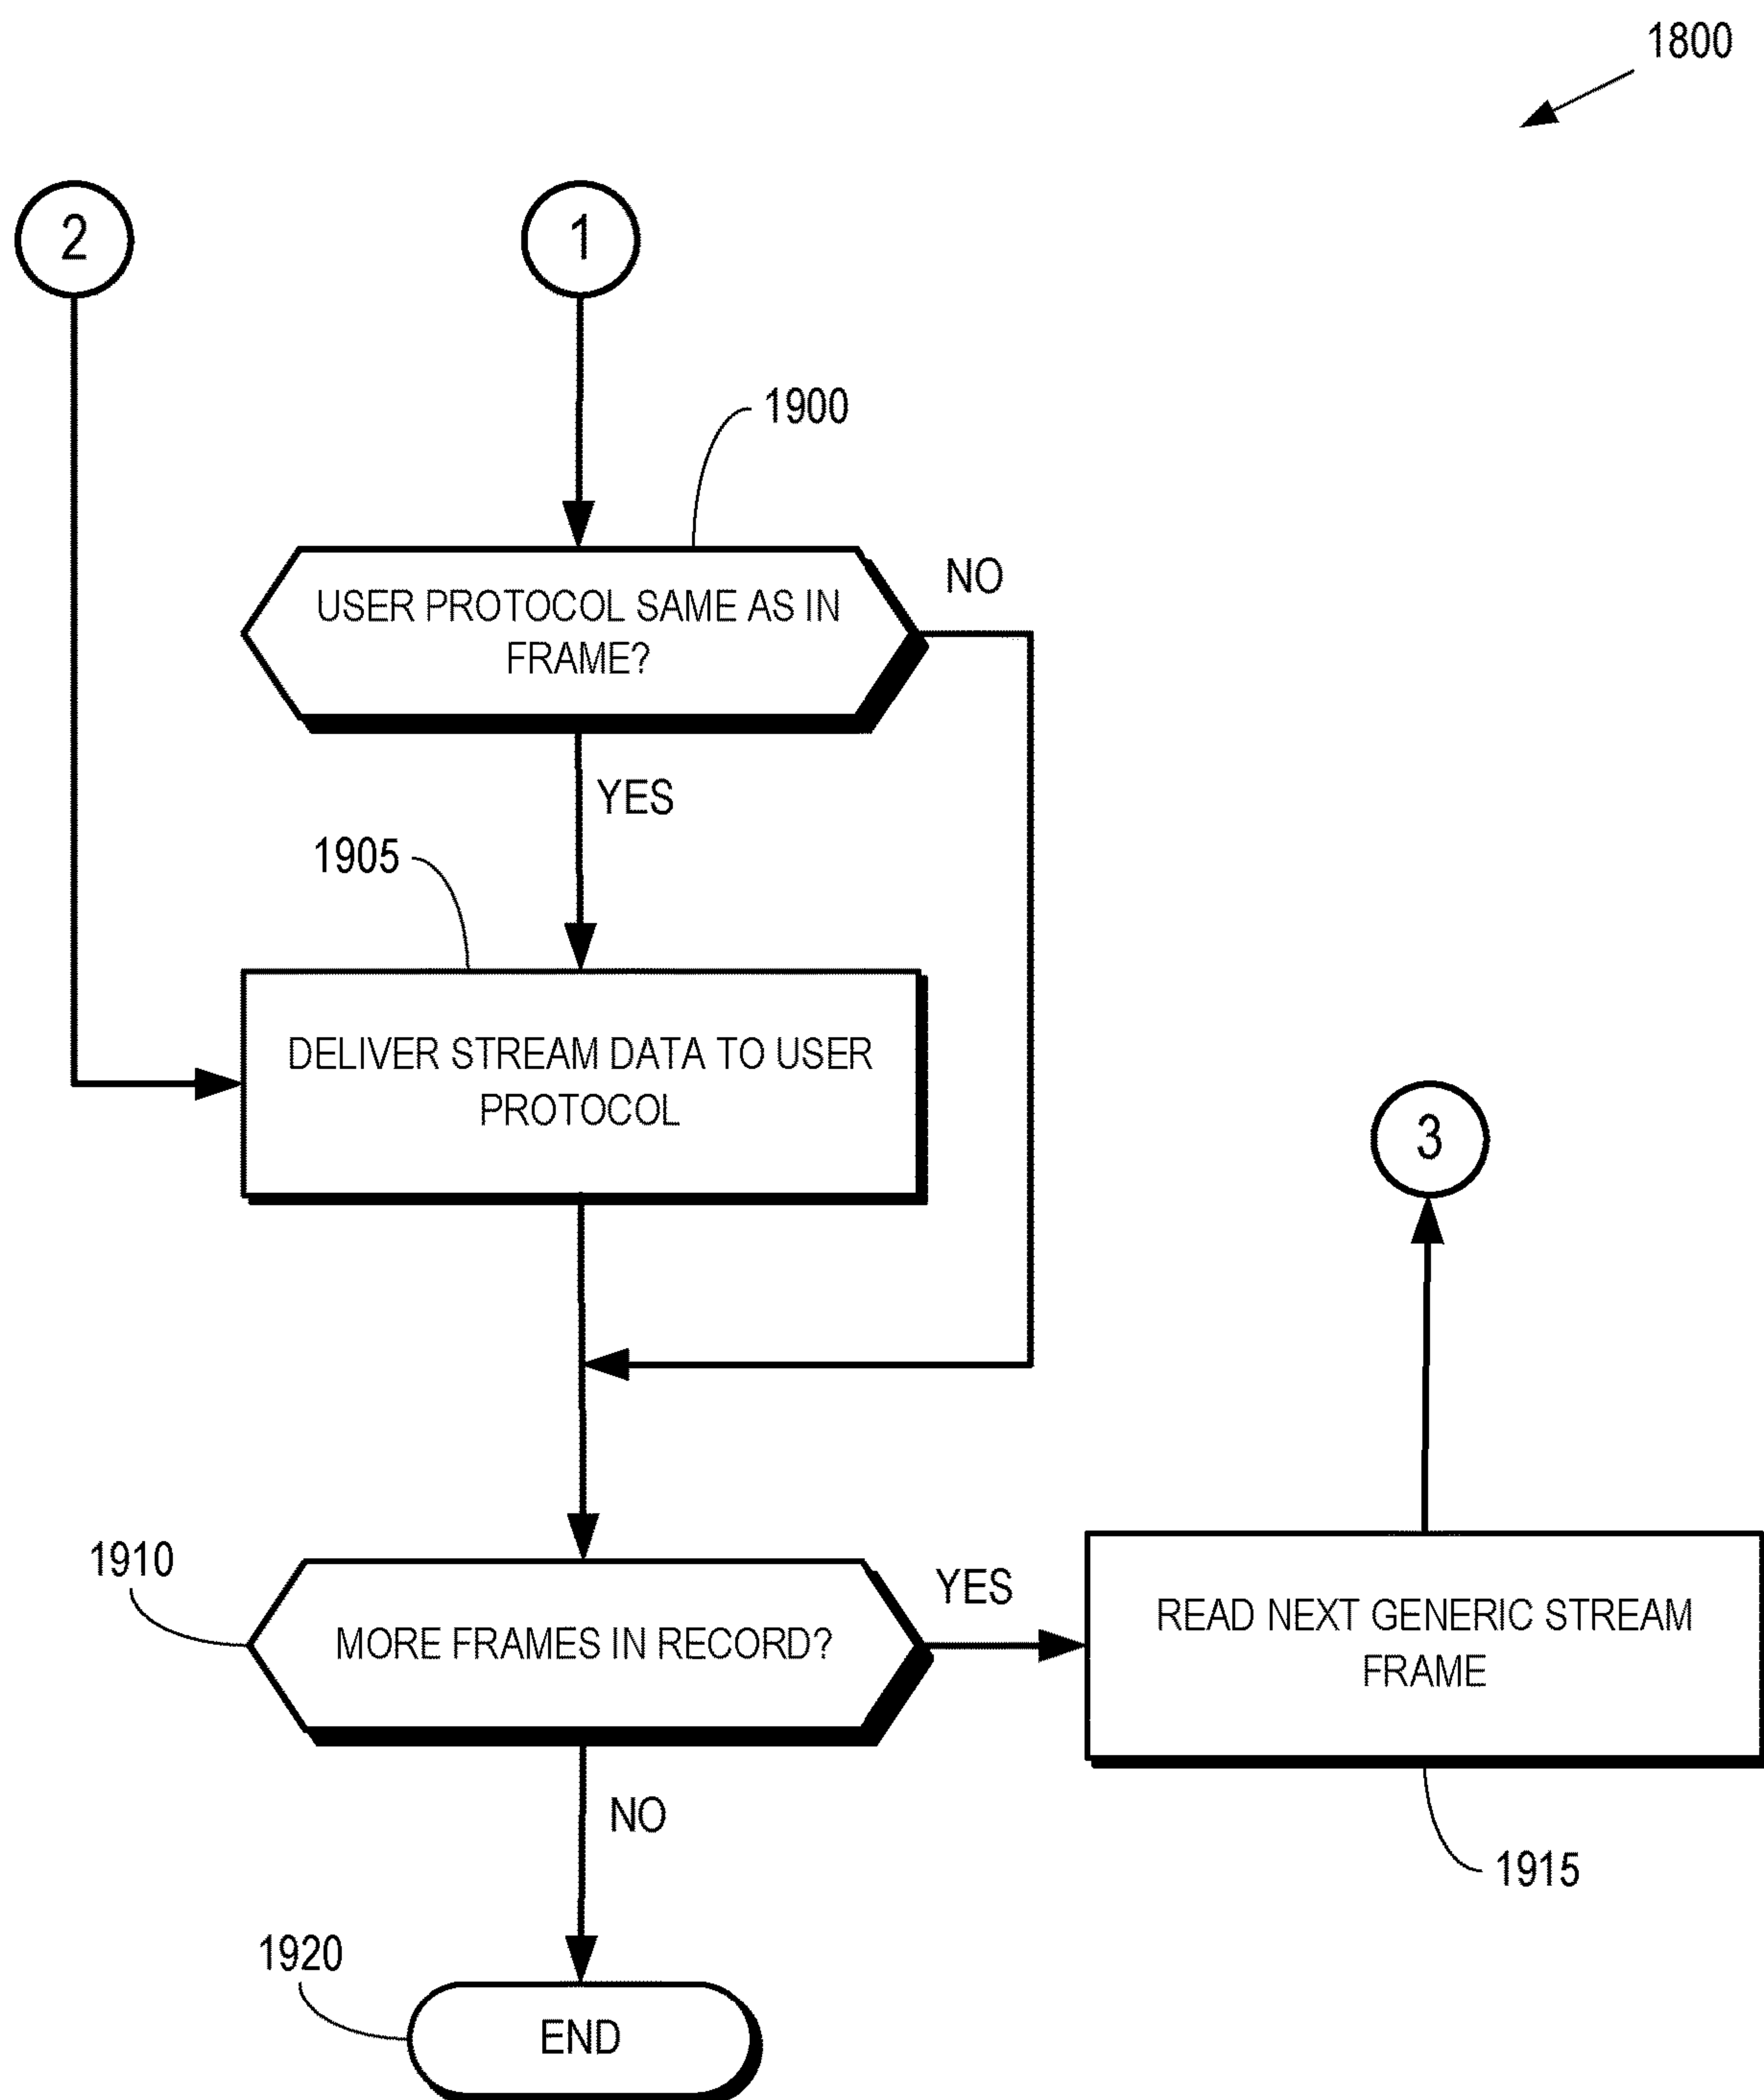 1800
2
1
1900
USER PROTOCOL SAME AS IN
FRAME?
NO
YES
1905
DELIVER STREAM DATA TO USER
PROTOCOL
3
1910
MORE FRAMES IN RECORD?
YES
READ NEXT GENERIC STREAM
FRAME
NO
1915
1920
END